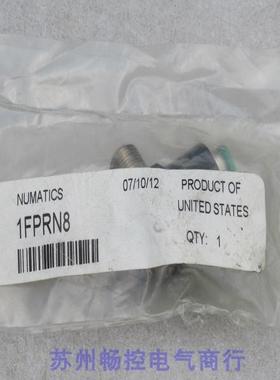 NUMATICS
07/10/12
PRODUCT OF
UNITED STATES
1FPRN8
QTY: 1
苏州畅控电气商行